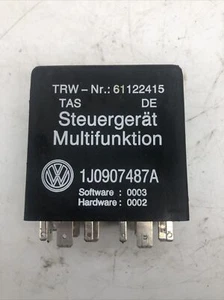 TRW-Nr.: 61122415
TAS DE
Steuergerät
Multifunktion
1J0907487A
Software : 0003
Hardware : 0002